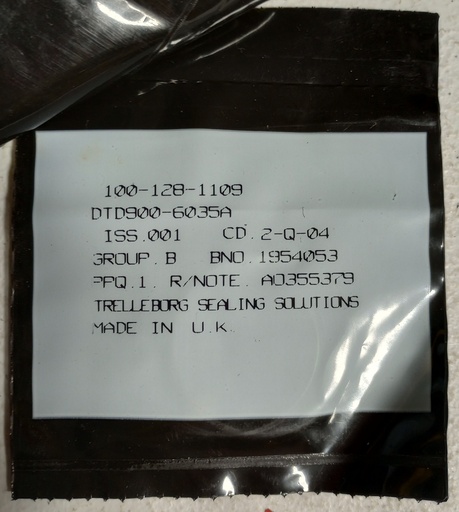 100-128-1109
DTD900-6035A
ISS.001 CD.2-Q-04
GROUP.B BNO.1954053
PPQ.1. R/NOTE. A0355379
TRELLEBORG SEALING SOLUTIONS
MADE IN U.K.